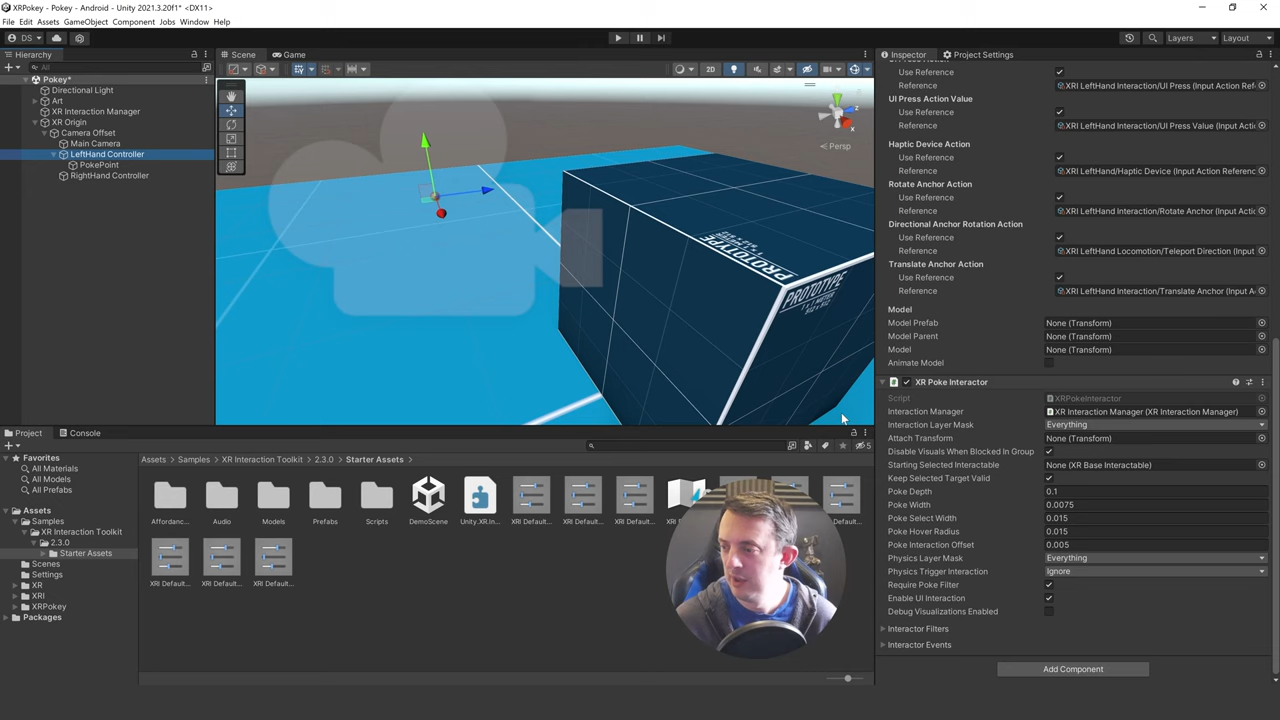 XRPokey - Pokey - Android - Unity 2021.3.20f1* <DX11>
File Edit Assets GameObject Component Jobs Window Help
DS
Layers
Layout
Hierarchy
All
Pokey*
Directional Light
Art
XR Interaction Manager
XR Origin
Camera Offset
Main Camera
LeftHand Controller
PokePoint
RightHand Controller
Scene
Game
2D
Persp
y
z
x
PROTOTYPE
PROTOTYPE
Inspector
Project Settings
Use Reference
Reference
XRI LeftHand Interaction/UI Press (Input Action Ref
UI Press Action Value
Use Reference
Reference
XRI LeftHand Interaction/UI Press Value (Input Actio
Haptic Device Action
Use Reference
Reference
XRI LeftHand/Haptic Device (Input Action Referenc
Rotate Anchor Action
Use Reference
Reference
XRI LeftHand Interaction/Rotate Anchor (Input Actio
Directional Anchor Rotation Action
Use Reference
Reference
XRI LeftHand Locomotion/Teleport Direction (Input
Translate Anchor Action
Use Reference
Reference
XRI LeftHand Interaction/Translate Anchor (Input A
Model
Model Prefab
None (Transform)
Model Parent
None (Transform)
Model
None (Transform)
Animate Model
XR Poke Interactor
Script
XRPokeInteractor
Interaction Manager
XR Interaction Manager (XR Interaction Manager)
Interaction Layer Mask
Everything
Attach Transform
None (Transform)
Disable Visuals When Blocked In Group
Starting Selected Interactable
None (XR Base Interactable)
Keep Selected Target Valid
Poke Depth
0.1
Poke Width
0.0075
Poke Select Width
0.015
Poke Hover Radius
0.015
Poke Interaction Offset
0.005
Physics Layer Mask
Everything
Physics Trigger Interaction
Ignore
Require Poke Filter
Enable UI Interaction
Debug Visualizations Enabled
Interactor Filters
Interactor Events
Add Component
Project
Console
5
Favorites
All Materials
All Models
All Prefabs
Assets
Samples
XR Interaction Toolkit
2.3.0
Starter Assets
Scenes
Settings
XR
XRI
XRPokey
Packages
Assets > Samples > XR Interaction Toolkit > 2.3.0 > Starter Assets >
Affordanc...
Audio
Models
Prefabs
Scripts
DemoScene
Unity.XR.In...
XRI Defaul...
XRI Defaul...
XRI Defaul...
XRI Defaul...
XRI Defaul...
XRI Defaul...